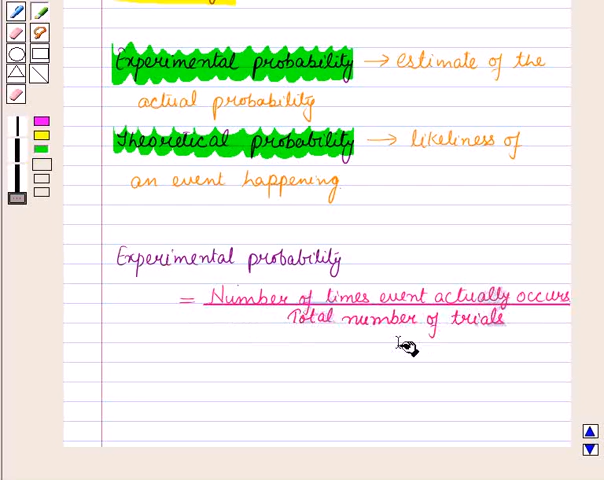 Experimental probability → estimate of the
actual probability
Theoretical probability → likeliness of
an event happening.
Experimental probability
= Number of times event actually occurs
Total number of trials